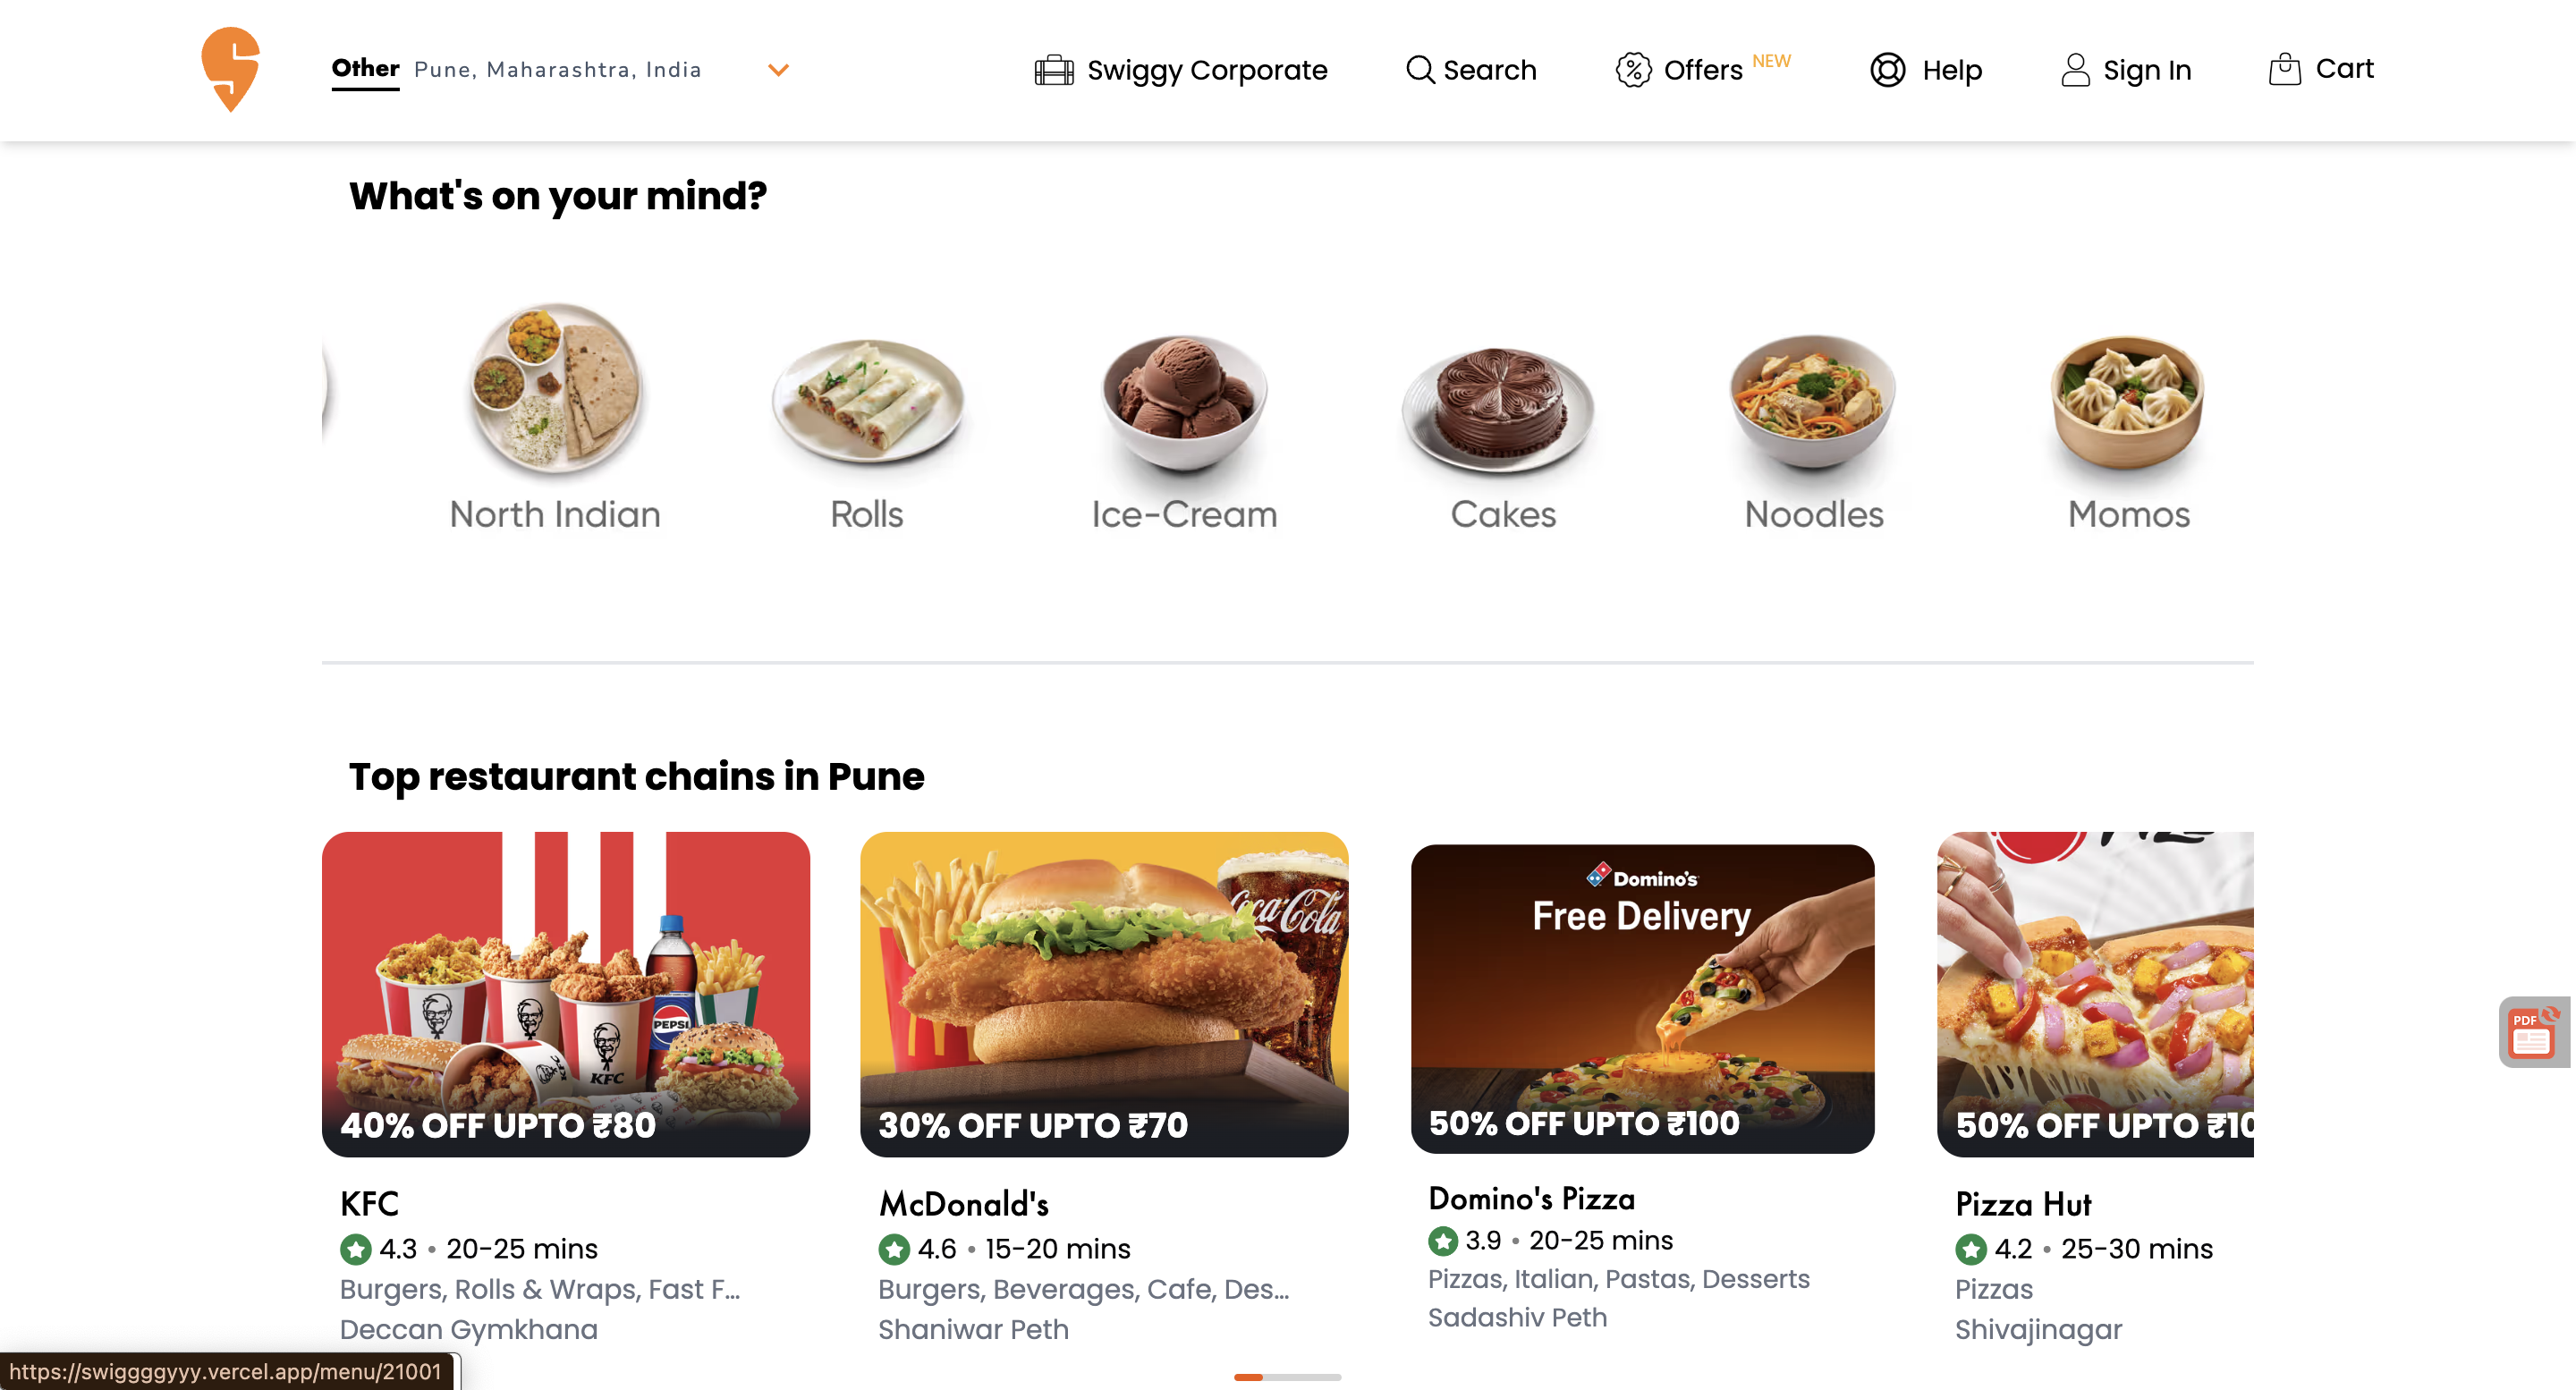 Other Pune, Maharashtra, India
Swiggy Corporate
Search
Offers NEW
Help
Sign In
Cart
What's on your mind?
North Indian
Rolls
Ice-Cream
Cakes
Noodles
Momos
Top restaurant chains in Pune
PEPSI
KFC
40% OFF UPTO ₹80
KFC
4.3 • 20-25 mins
Burgers, Rolls & Wraps, Fast F...
Deccan Gymkhana
Coca-Cola
30% OFF UPTO ₹70
McDonald's
4.6 • 15-20 mins
Burgers, Beverages, Cafe, Des...
Shaniwar Peth
Domino's
Free Delivery
50% OFF UPTO ₹100
Domino's Pizza
3.9 • 20-25 mins
Pizzas, Italian, Pastas, Desserts
Sadashiv Peth
50% OFF UPTO ₹10
Pizza Hut
4.2 • 25-30 mins
Pizzas
Shivajinagar
PDF
https://swiggggyyy.vercel.app/menu/21001